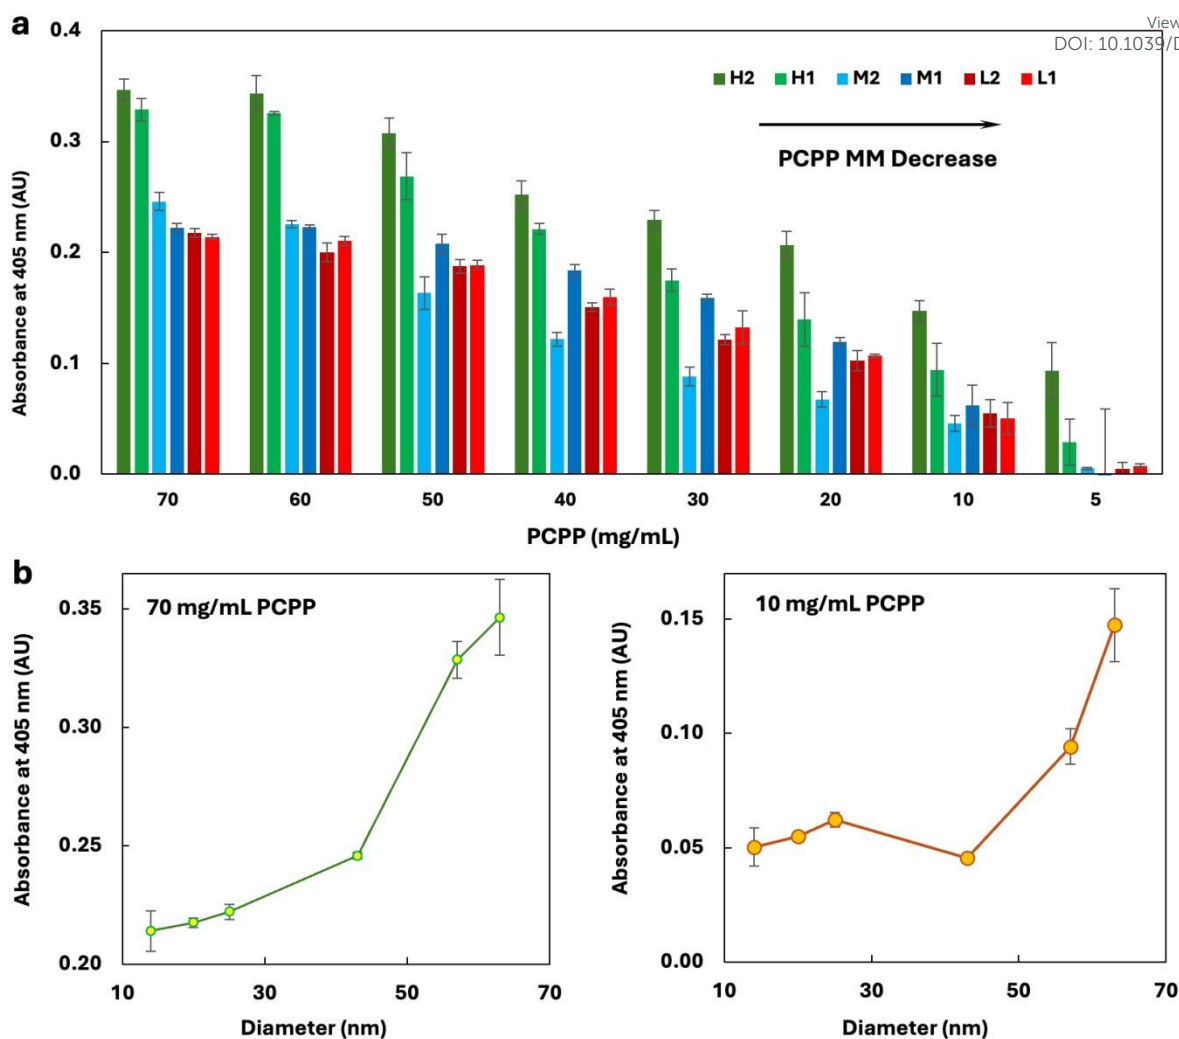 a
View
DOI: 10.1039/D
0.4
0.3
0.2
0.1
0.0
Absorbance at 405 nm (AU)
H2 H1 M2 M1 L2 L1
PCPP MM Decrease
70 60 50 40 30 20 10 5
PCPP (mg/mL)
b
70 mg/mL PCPP
0.35
0.30
0.25
0.20
Absorbance at 405 nm (AU)
10 30 50 70
Diameter (nm)
10 mg/mL PCPP
0.15
0.10
0.05
0.00
Absorbance at 405 nm (AU)
10 30 50 70
Diameter (nm)